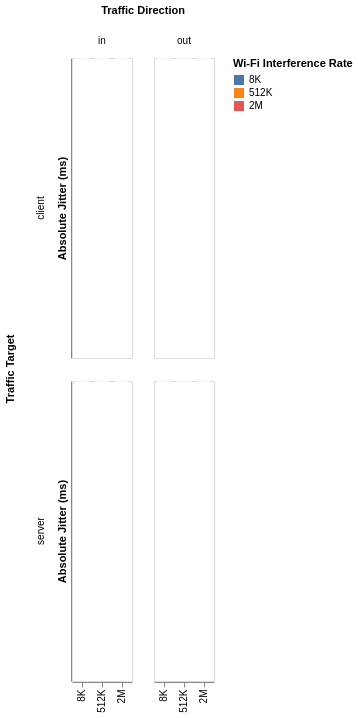 Traffic Direction
in
out
Wi-Fi Interference Rate
8K
512K
2M
Traffic Target
client
Absolute Jitter (ms)
server
Absolute Jitter (ms)
8K
512K
2M
8K
512K
2M